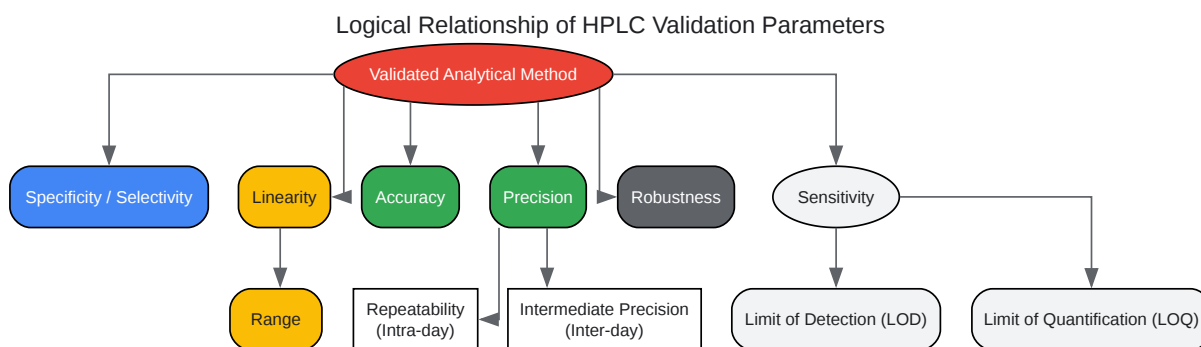 Logical Relationship of HPLC Validation Parameters
Validated Analytical Method
Specificity / Selectivity
Linearity
Accuracy
Precision
Robustness
Sensitivity
Range
Repeatability
(Intra-day)
Intermediate Precision
(Inter-day)
Limit of Detection (LOD)
Limit of Quantification (LOQ)